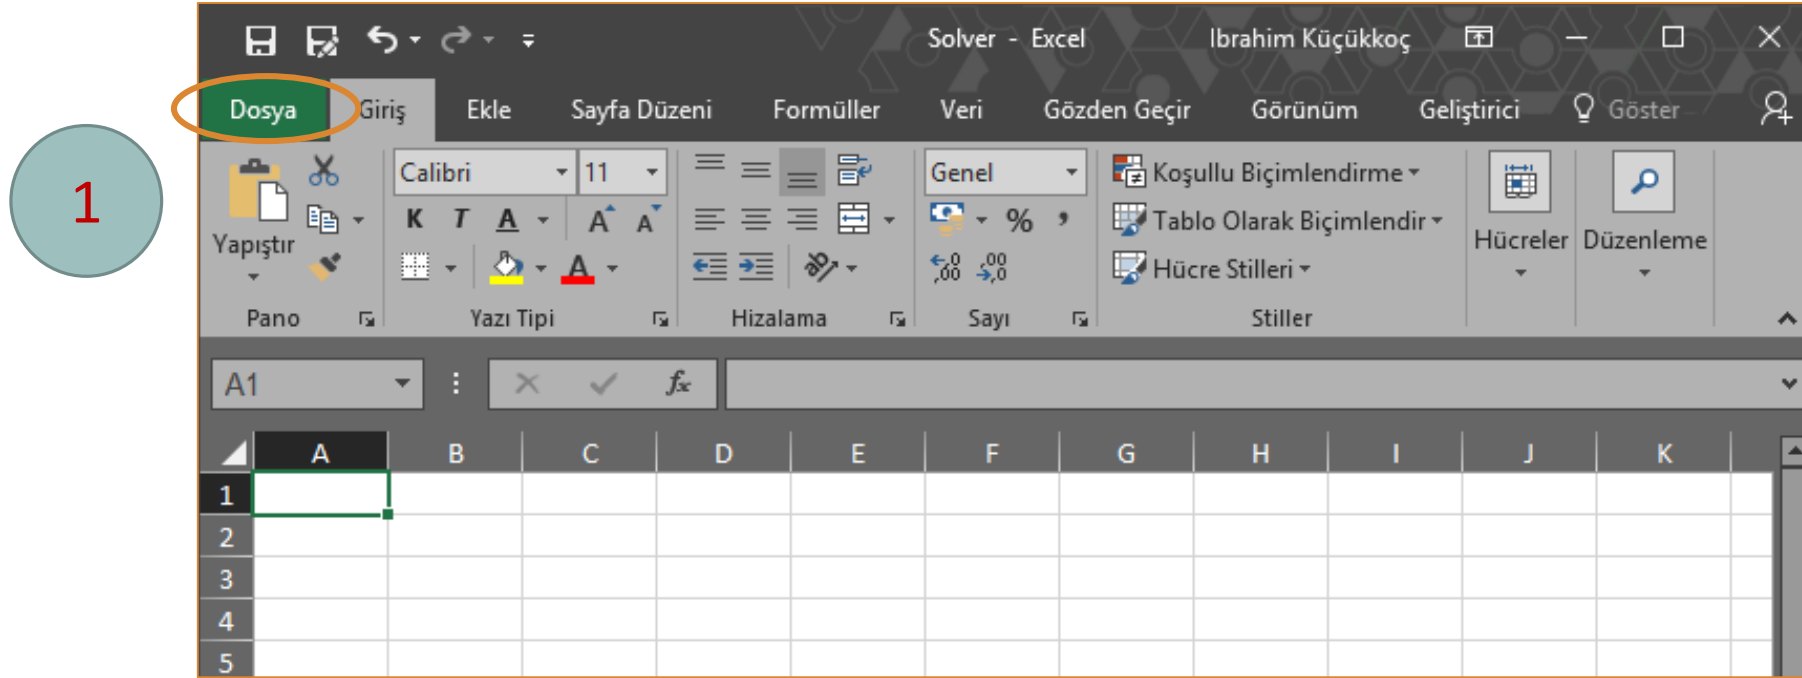 1
Solver - Excel Ibrahim Küçükkoç
Dosya Giriş Ekle Sayfa Düzeni Formüller Veri Gözden Geçir Görünüm Geliştirici Göster
Calibri 11 Genel Koşullu Biçimlendirme
K T A A A % Tablo Olarak Biçimlendir
Yapıştır Hücreler Düzenleme
A ,00 ,00 Hücre Stilleri
Pano Yazı Tipi Hizalama Sayı Stiller
A1 fx
A B C D E F G H I J K
1
2
3
4
5